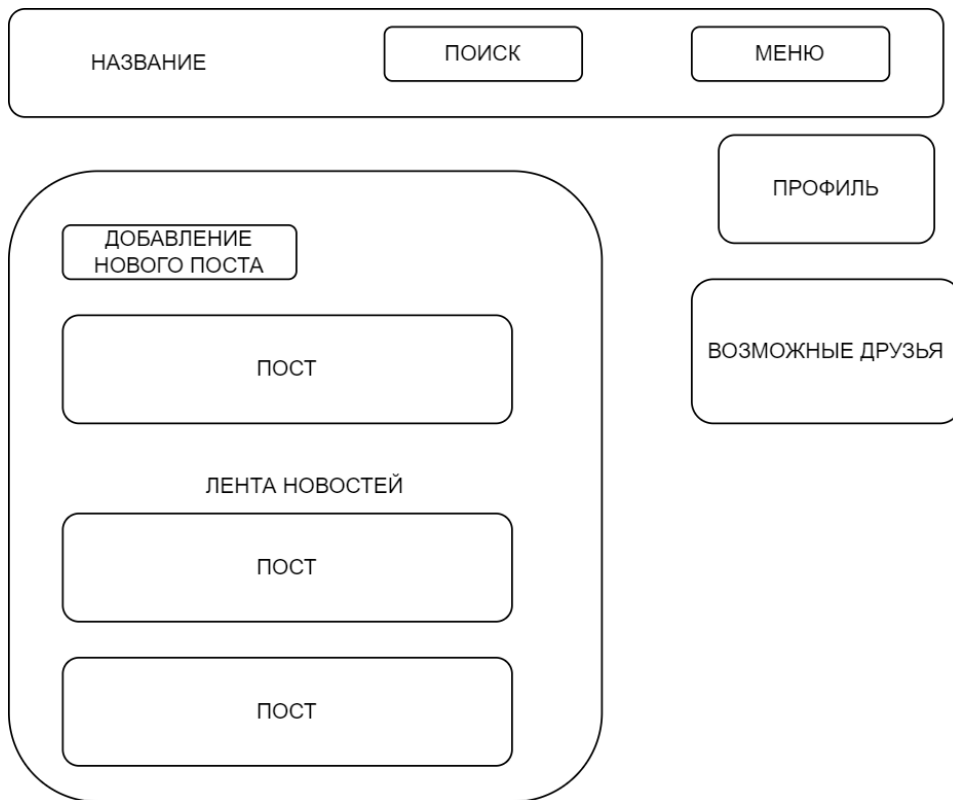 НАЗВАНИЕ
ПОИСК
МЕНЮ
ПРОФИЛЬ
ДОБАВЛЕНИЕ
НОВОГО ПОСТА
ВОЗМОЖНЫЕ ДРУЗЬЯ
ПОСТ
ЛЕНТА НОВОСТЕЙ
ПОСТ
ПОСТ